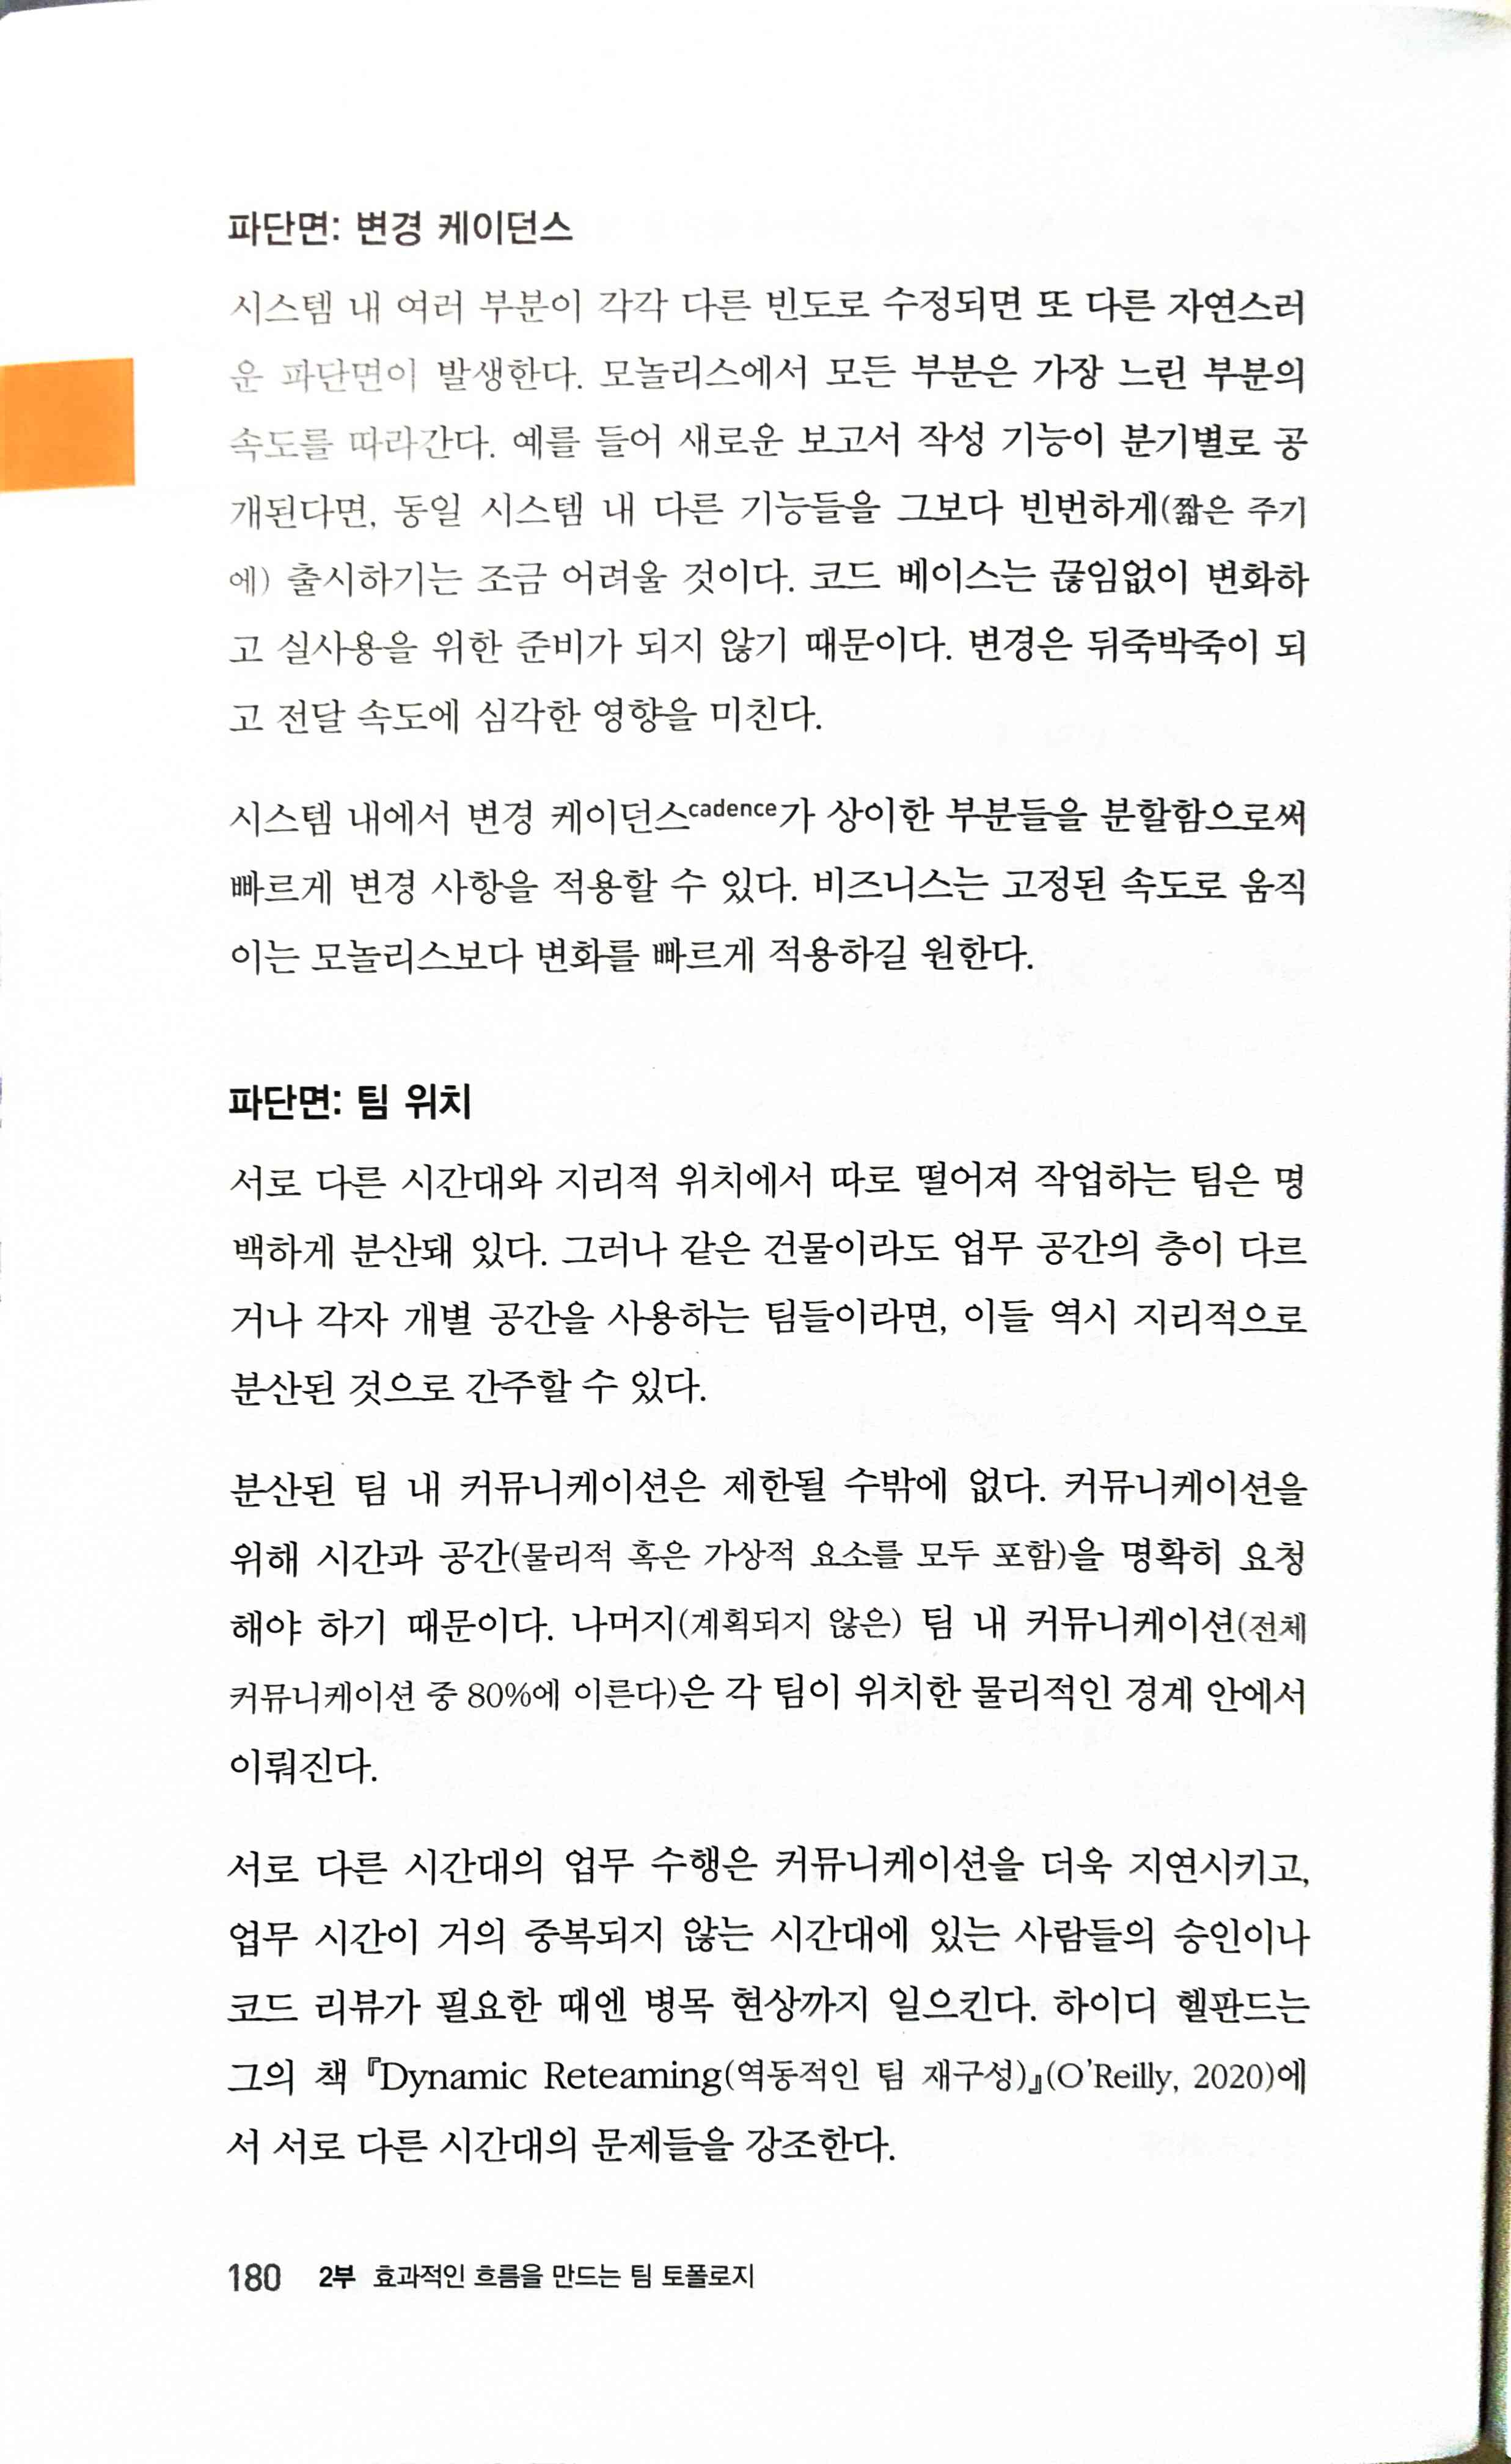 파단면: 변경 케이던스
시스템 내 여러 부분이 각각 다른 빈도로 수정되면 또 다른 자연스러
운 파단면이 발생한다. 모놀리스에서 모든 부분은 가장 느린 부분의
속도를 따라간다. 예를 들어 새로운 보고서 작성 기능이 분기별로 공
개된다면, 동일 시스템 내 다른 기능들을 그보다 빈번하게(짧은 주기
에) 출시하기는 조금 어려울 것이다. 코드 베이스는 끊임없이 변화하
고 실사용을 위한 준비가 되지 않기 때문이다. 변경은 뒤죽박죽이 되
고 전달 속도에 심각한 영향을 미친다.
시스템 내에서 변경 케이던스cadence가 상이한 부분들을 분할함으로써
빠르게 변경 사항을 적용할 수 있다. 비즈니스는 고정된 속도로 움직
이는 모놀리스보다 변화를 빠르게 적용하길 원한다.
파단면: 팀 위치
서로 다른 시간대와 지리적 위치에서 따로 떨어져 작업하는 팀은 명
백하게 분산돼 있다. 그러나 같은 건물이라도 업무 공간의 층이 다르
거나 각자 개별 공간을 사용하는 팀들이라면, 이들 역시 지리적으로
분산된 것으로 간주할 수 있다.
분산된 팀 내 커뮤니케이션은 제한될 수밖에 없다. 커뮤니케이션을
위해 시간과 공간(물리적 혹은 가상적 요소를 모두 포함)을 명확히 요청
해야 하기 때문이다. 나머지(계획되지 않은) 팀 내 커뮤니케이션(전체
커뮤니케이션 중 80%에 이른다)은 각 팀이 위치한 물리적인 경계 안에서
이뤄진다.
서로 다른 시간대의 업무 수행은 커뮤니케이션을 더욱 지연시키고,
업무 시간이 거의 중복되지 않는 시간대에 있는 사람들의 승인이나
코드 리뷰가 필요한 때엔 병목 현상까지 일으킨다. 하이디 헬판드는
그의 책 『Dynamic Reteaming(역동적인 팀 재구성)』(O'Reilly, 2020)에
서 서로 다른 시간대의 문제들을 강조한다.
180 2부 효과적인 흐름을 만드는 팀 토폴로지